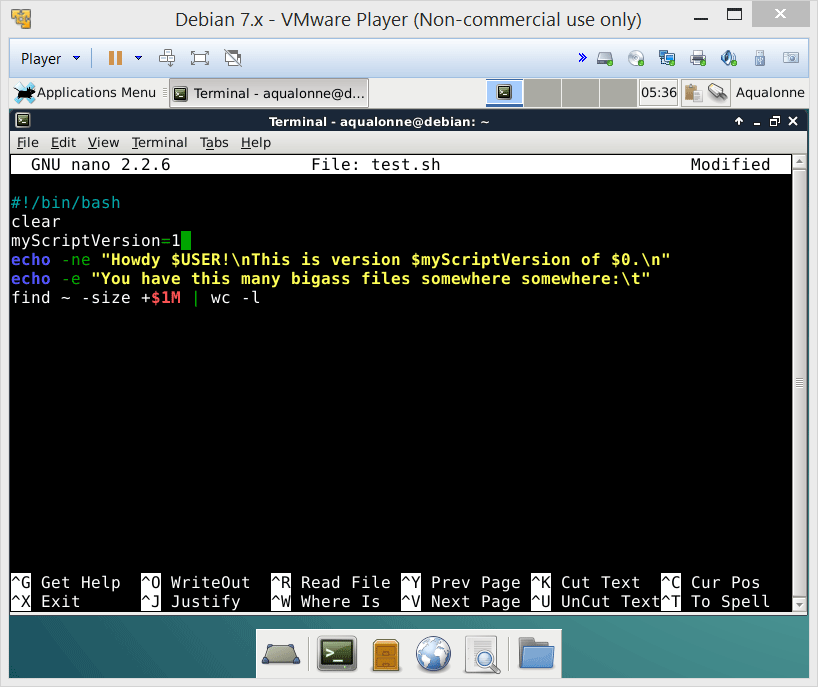 Debian 7.x - VMware Player (Non-commercial use only)
Player
Applications Menu
Terminal - aqualonne@d...
05:36
Aqualonne
Terminal - aqualonne@debian: ~
File Edit View Terminal Tabs Help
GNU nano 2.2.6 File: test.sh Modified
#!/bin/bash
clear
myScriptVersion=1
echo -ne "Howdy $USER!\nThis is version $myScriptVersion of $0.\n"
echo -e "You have this many bigass files somewhere somewhere:\t"
find ~ -size +$1M | wc -l
^G Get Help ^O WriteOut ^R Read File ^Y Prev Page ^K Cut Text ^C Cur Pos
^X Exit ^J Justify ^W Where Is ^V Next Page ^U UnCut Text ^T To Spell